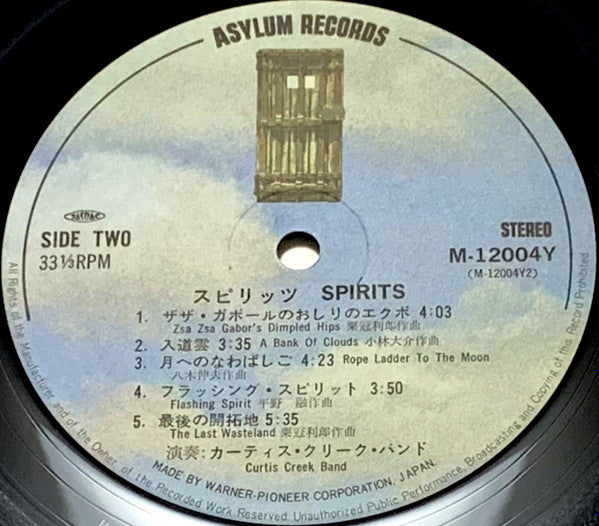 ASYLUM RECORDS
JASRAC
SIDE TWO
33⅓RPM
STEREO
M-12004Y
(M-12004Y2)
スピリッツ SPIRITS
1. ザザ・ガボールのおしりのエクボ 4:03
Zsa Zsa Gabor's Dimpled Hips 栗冠利郎作曲
2. 入道雲 3:35 A Bank Of Clouds 小林大介作曲
3. 月へのなわばしご 4:23 Rope Ladder To The Moon
八木伸夫作曲
4. フラッシング・スピリット 3:50
Flashing Spirit 平野 融作曲
5. 最後の開拓地 5:35
The Last Wasteland 栗冠利郎作曲
演奏: カーティス・クリーク・バンド
Curtis Creek Band
MADE BY WARNER-PIONEER CORPORATION, JAPAN.
All Rights of the Manufacturer and of the Owner of the Recorded Work Reserved. Unauthorized Public Performance, Broadcasting and Copying of this Record Prohibited.